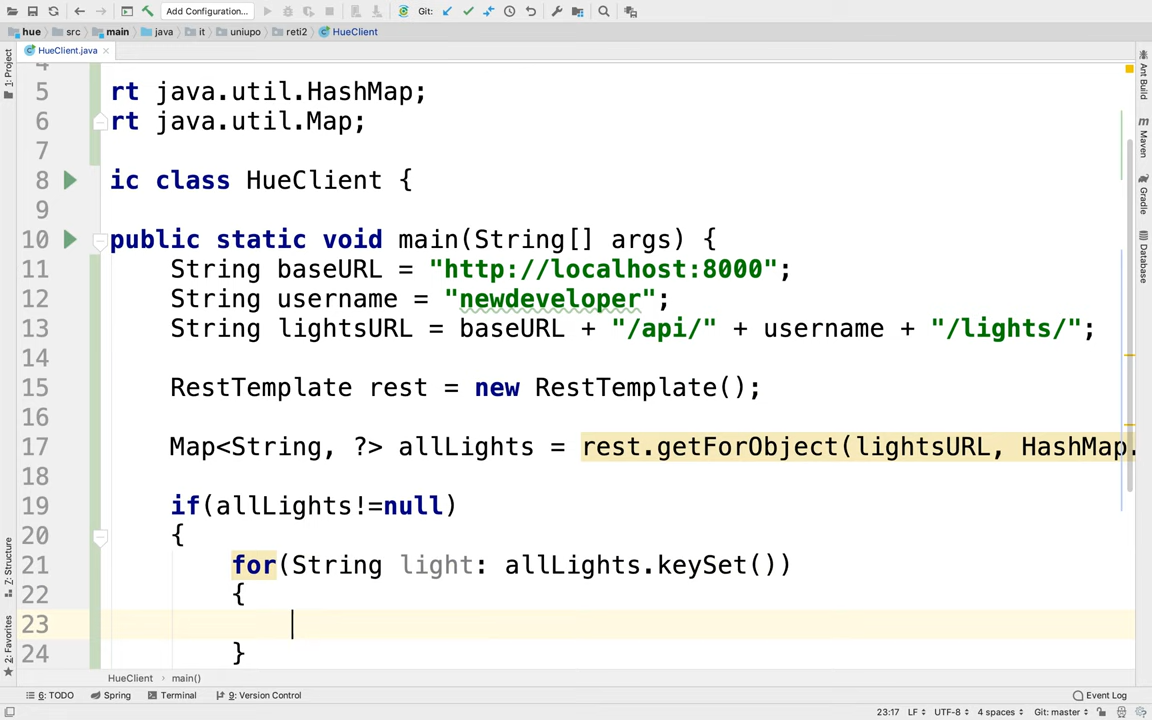 Add Configuration... Git:
hue src main java it uniupo reti2 HueClient
HueClient.java
1: Project
Z: Structure
2: Favorites
Ant Build
Maven
Gradle
Database
4
5 rt java.util.HashMap;
6 rt java.util.Map;
7
8 ic class HueClient {
9
10 public static void main(String[] args) {
11 String baseURL = "http://localhost:8000";
12 String username = "newdeveloper";
13 String lightsURL = baseURL + "/api/" + username + "/lights/";
14
15 RestTemplate rest = new RestTemplate();
16
17 Map<String, ?> allLights = rest.getForObject(lightsURL, HashMap.
18
19 if(allLights!=null)
20 {
21 for(String light: allLights.keySet())
22 {
23
24 }
HueClient main()
6: TODO Spring Terminal 9: Version Control Event Log
23:17 LF UTF-8 4 spaces Git: master